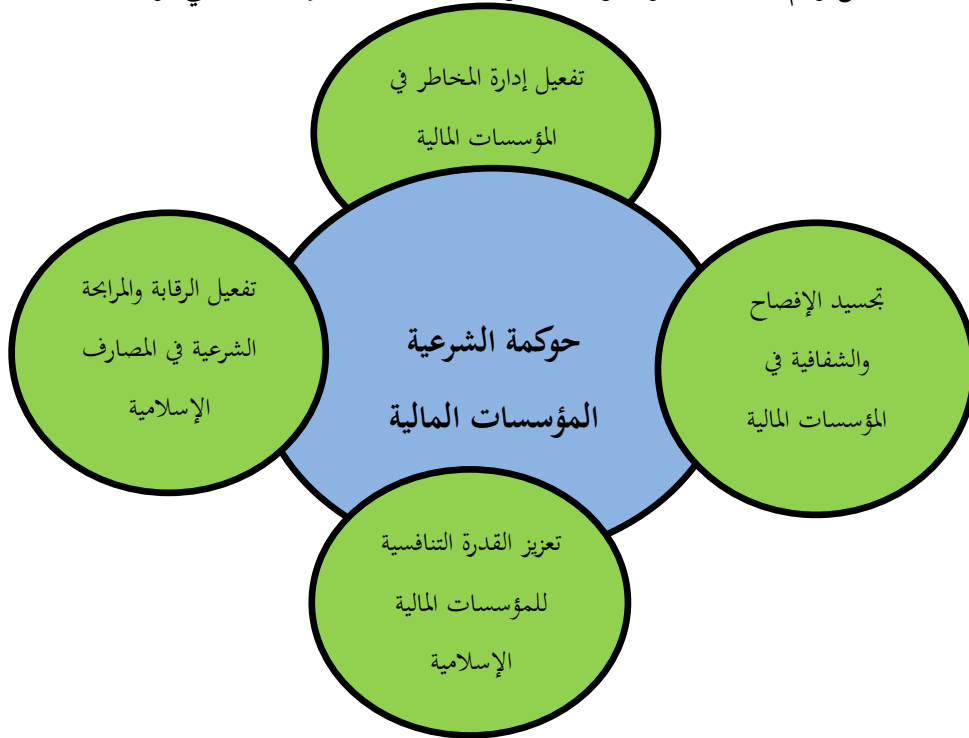 تفعيل إدارة المخاطر في
المؤسسات المالية
تجسيد الإفصاح
والشفافية في
المؤسسات المالية
حوكمة الشرعية
المؤسسات المالية
تفعيل الرقابة والمرابحة
الشرعية في المصارف
الإسلامية
تعزيز القدرة التنافسية
للمؤسسات المالية
الإسلامية